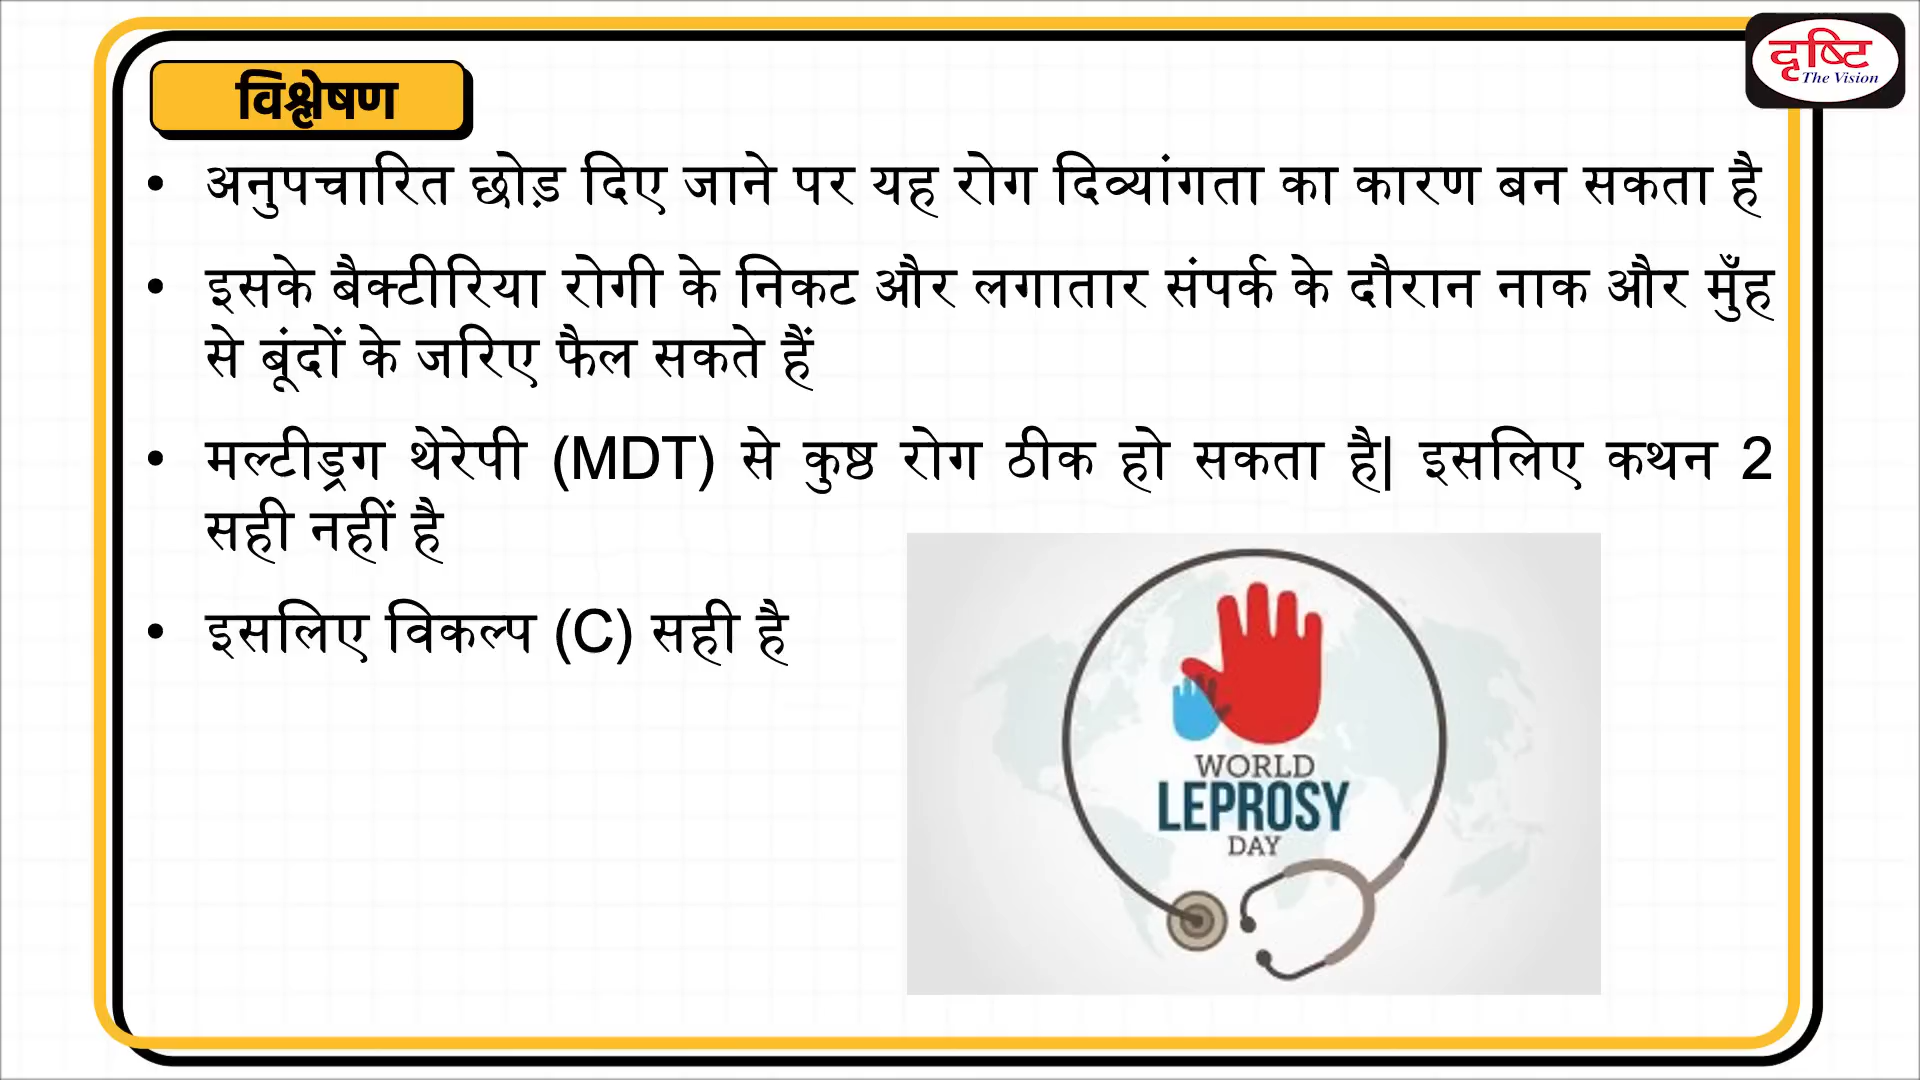 दृष्टि
The Vision
विश्लेषण
• अनुपचारित छोड़ दिए जाने पर यह रोग दिव्यांगता का कारण बन सकता है
• इसके बैक्टीरिया रोगी के निकट और लगातार संपर्क के दौरान नाक और मुँह
से बूंदों के जरिए फैल सकते हैं
• मल्टीड्रग थेरेपी (MDT) से कुष्ठ रोग ठीक हो सकता है| इसलिए कथन 2
सही नहीं है
• इसलिए विकल्प (C) सही है
WORLD
LEPROSY
DAY